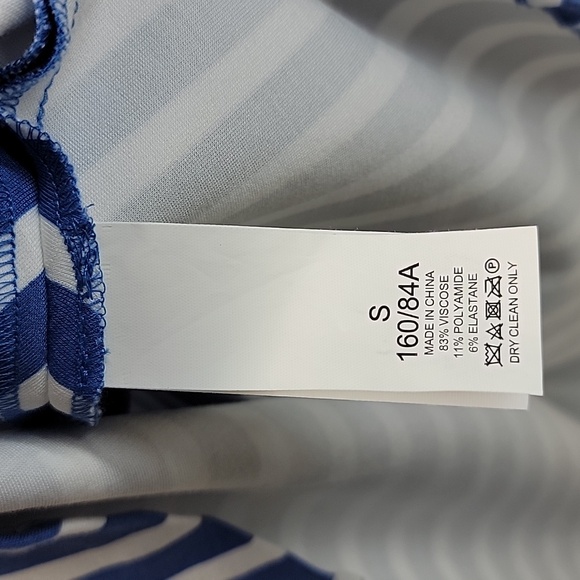 S
160/84A
MADE IN CHINA
83% VISCOSE
11% POLYAMIDE
6% ELASTANE
P
DRY CLEAN ONLY